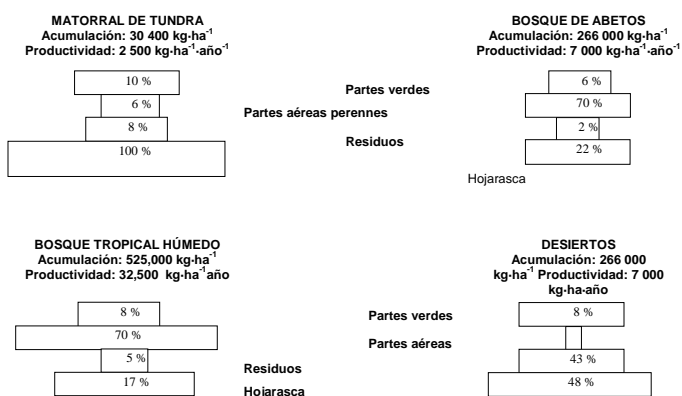 MATORRAL DE TUNDRA
Acumulación: 30 400 kg·ha⁻¹
Productividad: 2 500 kg·ha⁻¹·año⁻¹
10 %
6 %
8 %
100 %
Partes verdes
Partes aéreas perennes
Residuos
BOSQUE DE ABETOS
Acumulación: 266 000 kg·ha⁻¹
Productividad: 7 000 kg·ha⁻¹·año⁻¹
6 %
70 %
2 %
22 %
Hojarasca
BOSQUE TROPICAL HÚMEDO
Acumulación: 525,000 kg·ha⁻¹
Productividad: 32,500 kg·ha⁻¹año
8 %
70 %
5 %
17 %
Partes verdes
Partes aéreas
Residuos
Hojarasca
DESIERTOS
Acumulación: 266 000
kg·ha⁻¹ Productividad: 7 000
kg·ha·año
8 %
43 %
48 %